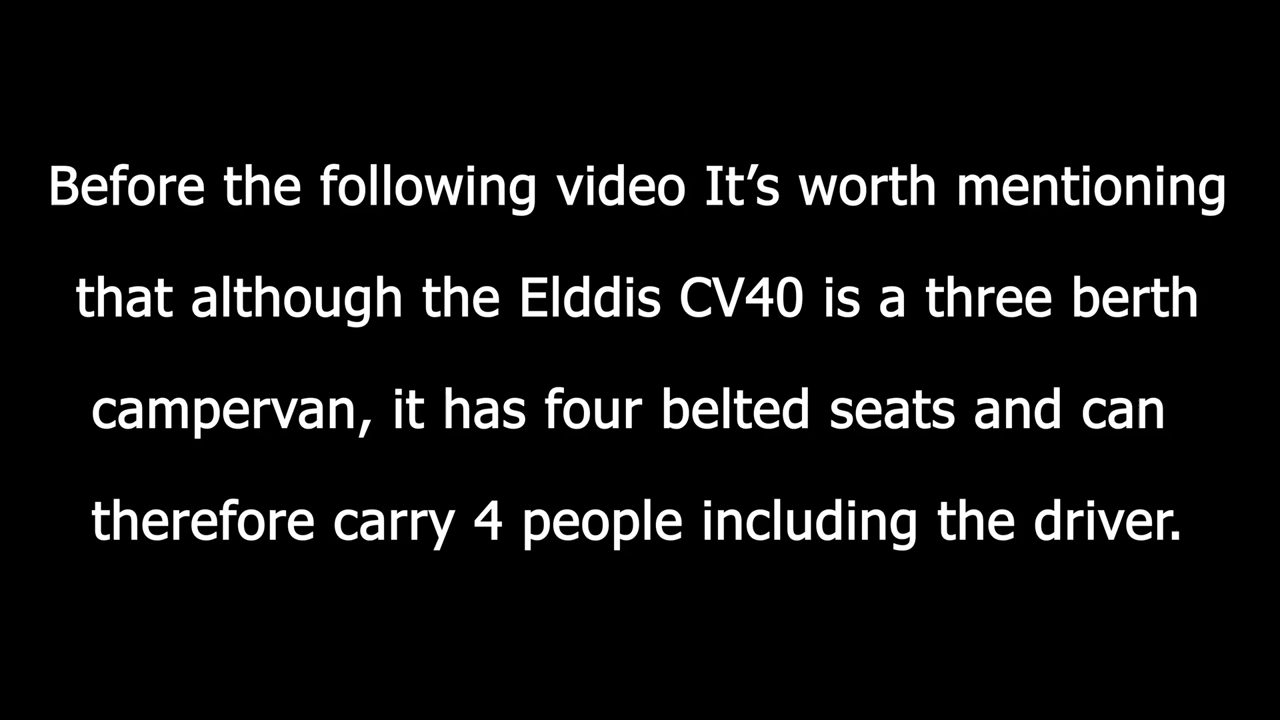 Before the following video It’s worth mentioning
that although the Elddis CV40 is a three berth
campervan, it has four belted seats and can
therefore carry 4 people including the driver.